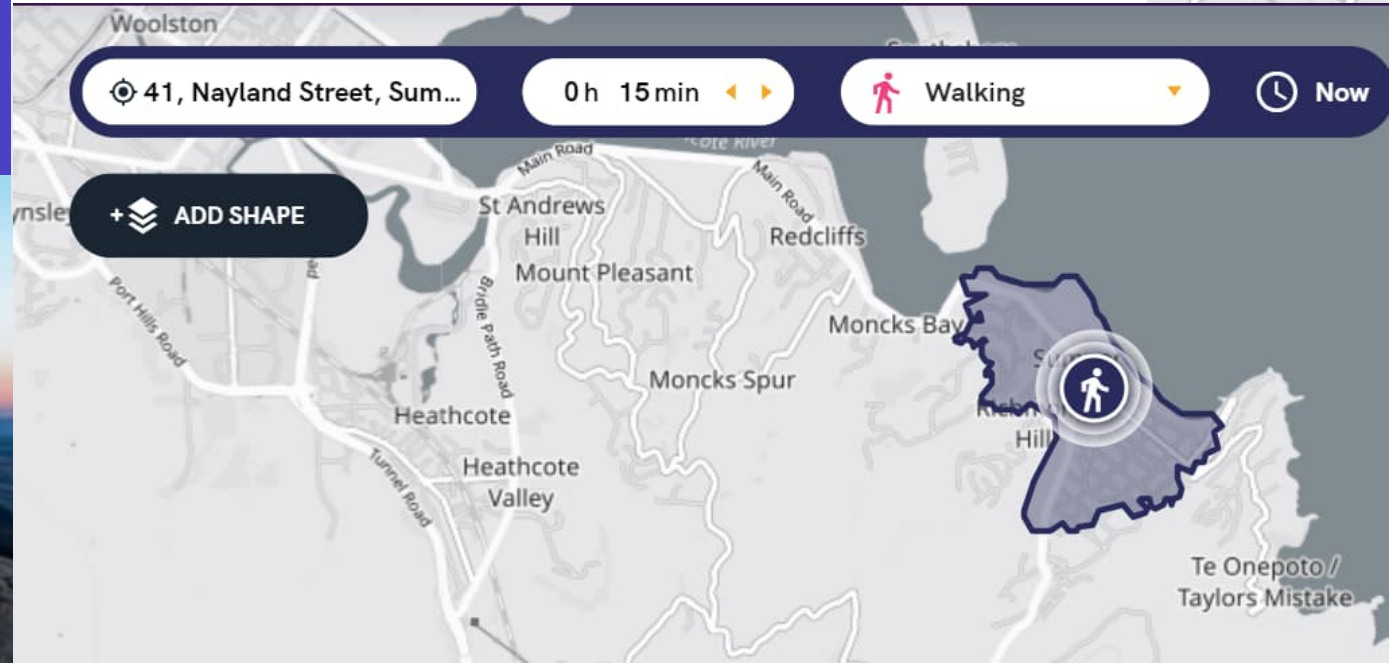 Woolston
41, Nayland Street, Sum...
0 h 15 min
Walking
Now
ADD SHAPE
Main Road
Main Road
St Andrews
Hill
Redcliffs
Mount Pleasant
Port Hills Road
Bridle Path Road
Moncks Bay
Moncks Spur
Heathcote
Hill
Tunnel Road
Heathcote
Valley
Te Onepoto /
Taylors Mistake